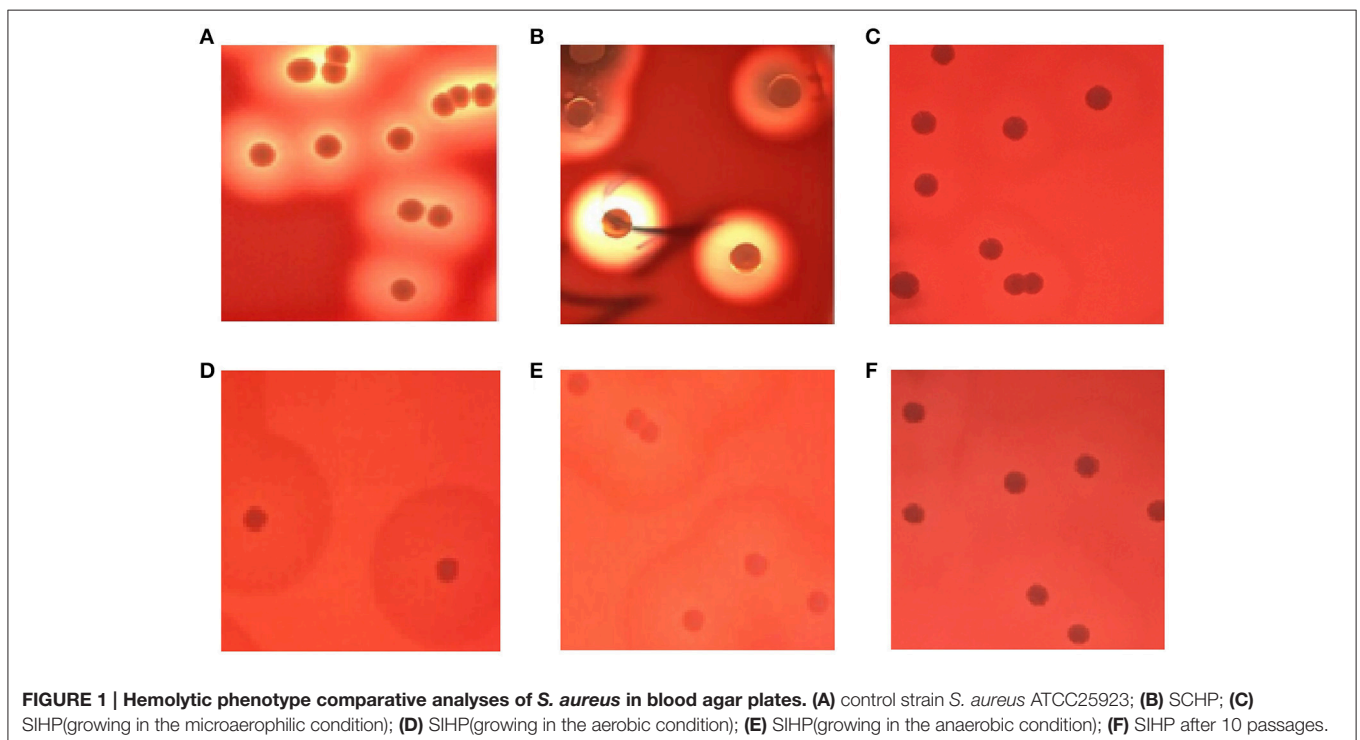 A
B
C
D
E
F
FIGURE 1 | Hemolytic phenotype comparative analyses of S. aureus in blood agar plates. (A) control strain S. aureus ATCC25923; (B) SCHP; (C)
SIHP(growing in the microaerophilic condition); (D) SIHP(growing in the aerobic condition); (E) SIHP(growing in the anaerobic condition); (F) SIHP after 10 passages.